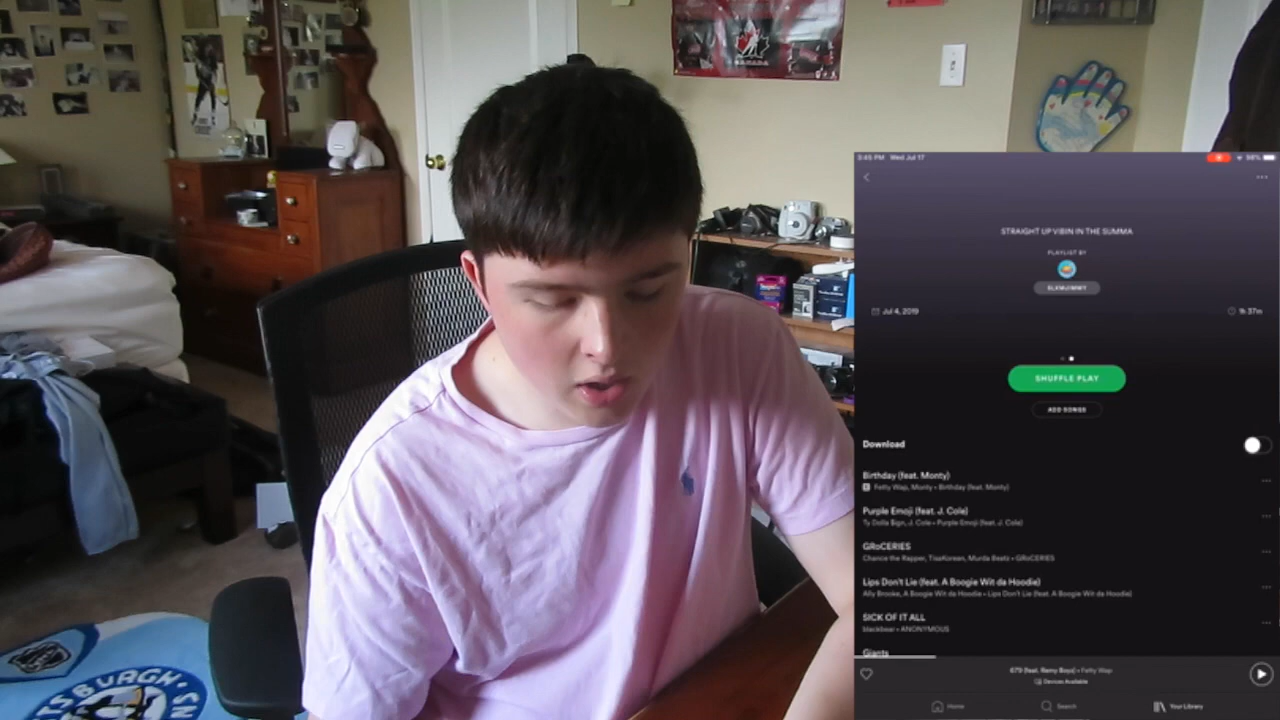 CANADA
3:45 PM Wed Jul 17
56%
STRAIGHT UP VIBIN IN THE SUMMA
PLAYLIST BY
Jul 4, 2019
1h 37m
SHUFFLE PLAY
ADD SONGS
Download
Birthday (feat. Monty)
E Fetty Wap, Monty • Birthday (feat. Monty)
Purple Emoji (feat. J. Cole)
Ty Dolla $ign, J. Cole • Purple Emoji (feat. J. Cole)
GRoCERIES
Chance the Rapper, TisaKorean, Murda Beatz • GRoCERIES
Lips Don't Lie (feat. A Boogie Wit da Hoodie)
Ally Brooke, A Boogie Wit da Hoodie • Lips Don't Lie (feat. A Boogie Wit da Hoodie)
SICK OF IT ALL
blackbear • ANONYMOUS
Giants
679 (feat. Remy Boyz) • Fetty Wap
Devices Available
Home
Search
Your Library